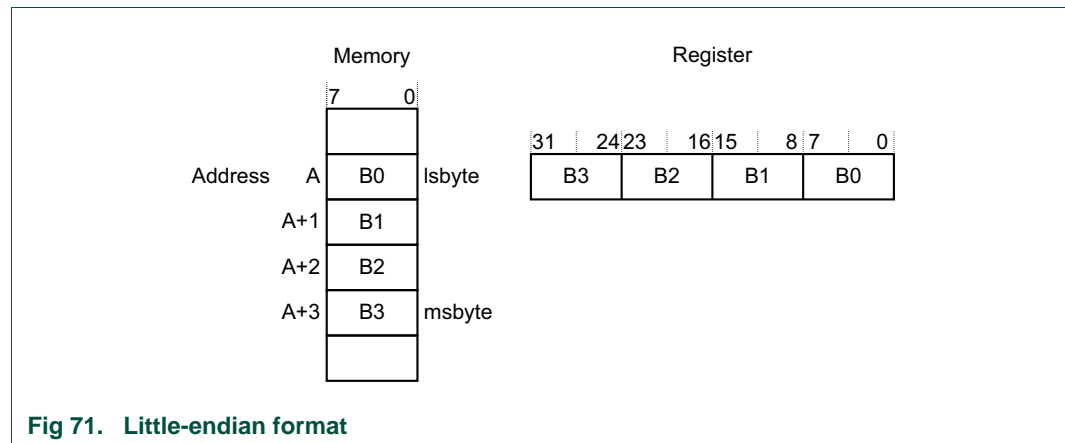 Memory Register
7 0
31 24 23 16 15 8 7 0
Address A B0 lsbyte B3 B2 B1 B0
A+1 B1
A+2 B2
A+3 B3 msbyte
Fig 71. Little-endian format